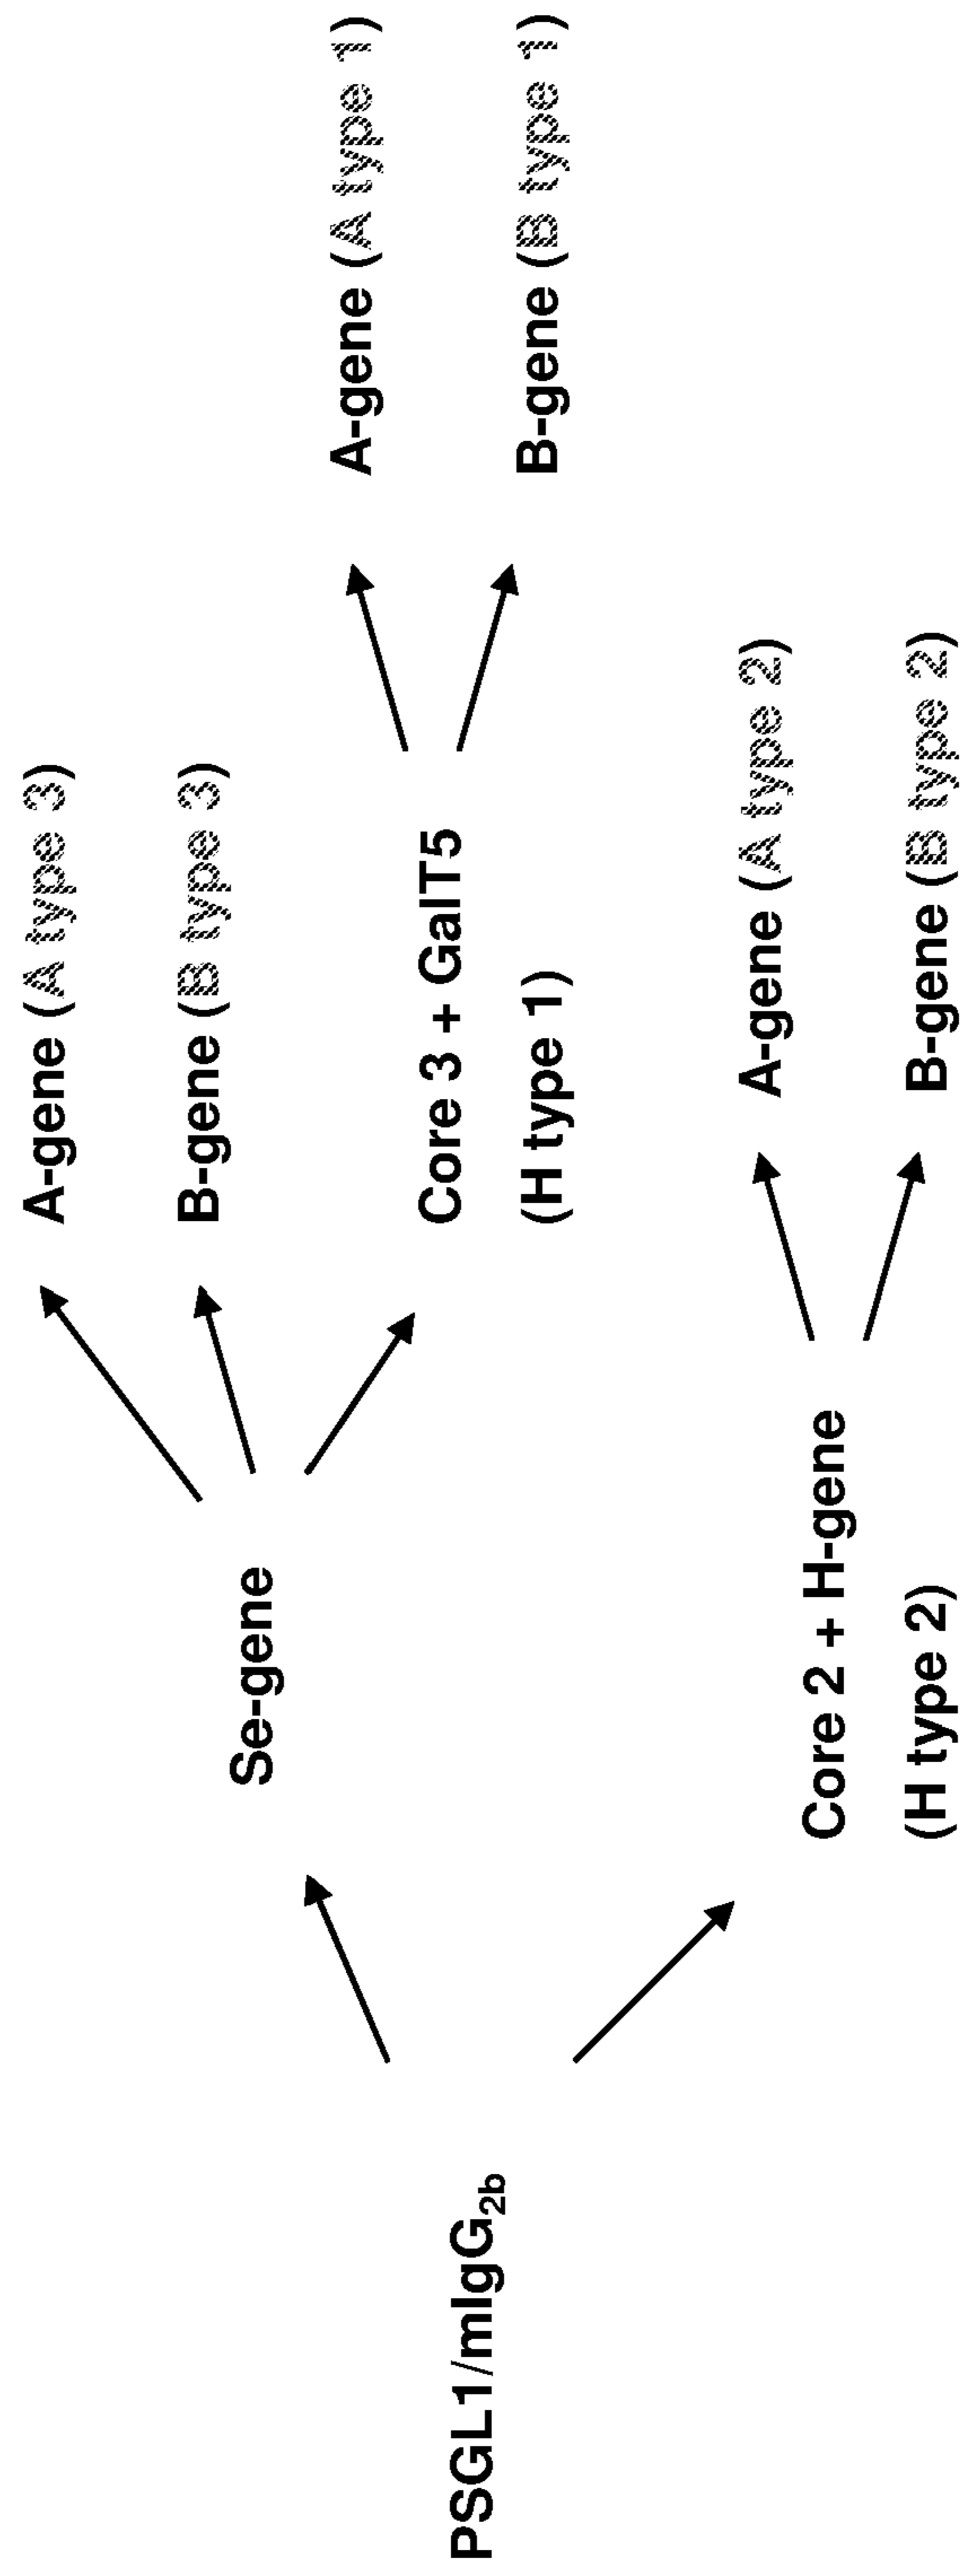 PSGL1/mIgG2b
Se-gene
A-gene (A type 3)
B-gene (B type 3)
Core 3 + GalT5
(H type 1)
A-gene (A type 1)
B-gene (B type 1)
Core 2 + H-gene
(H type 2)
A-gene (A type 2)
B-gene (B type 2)